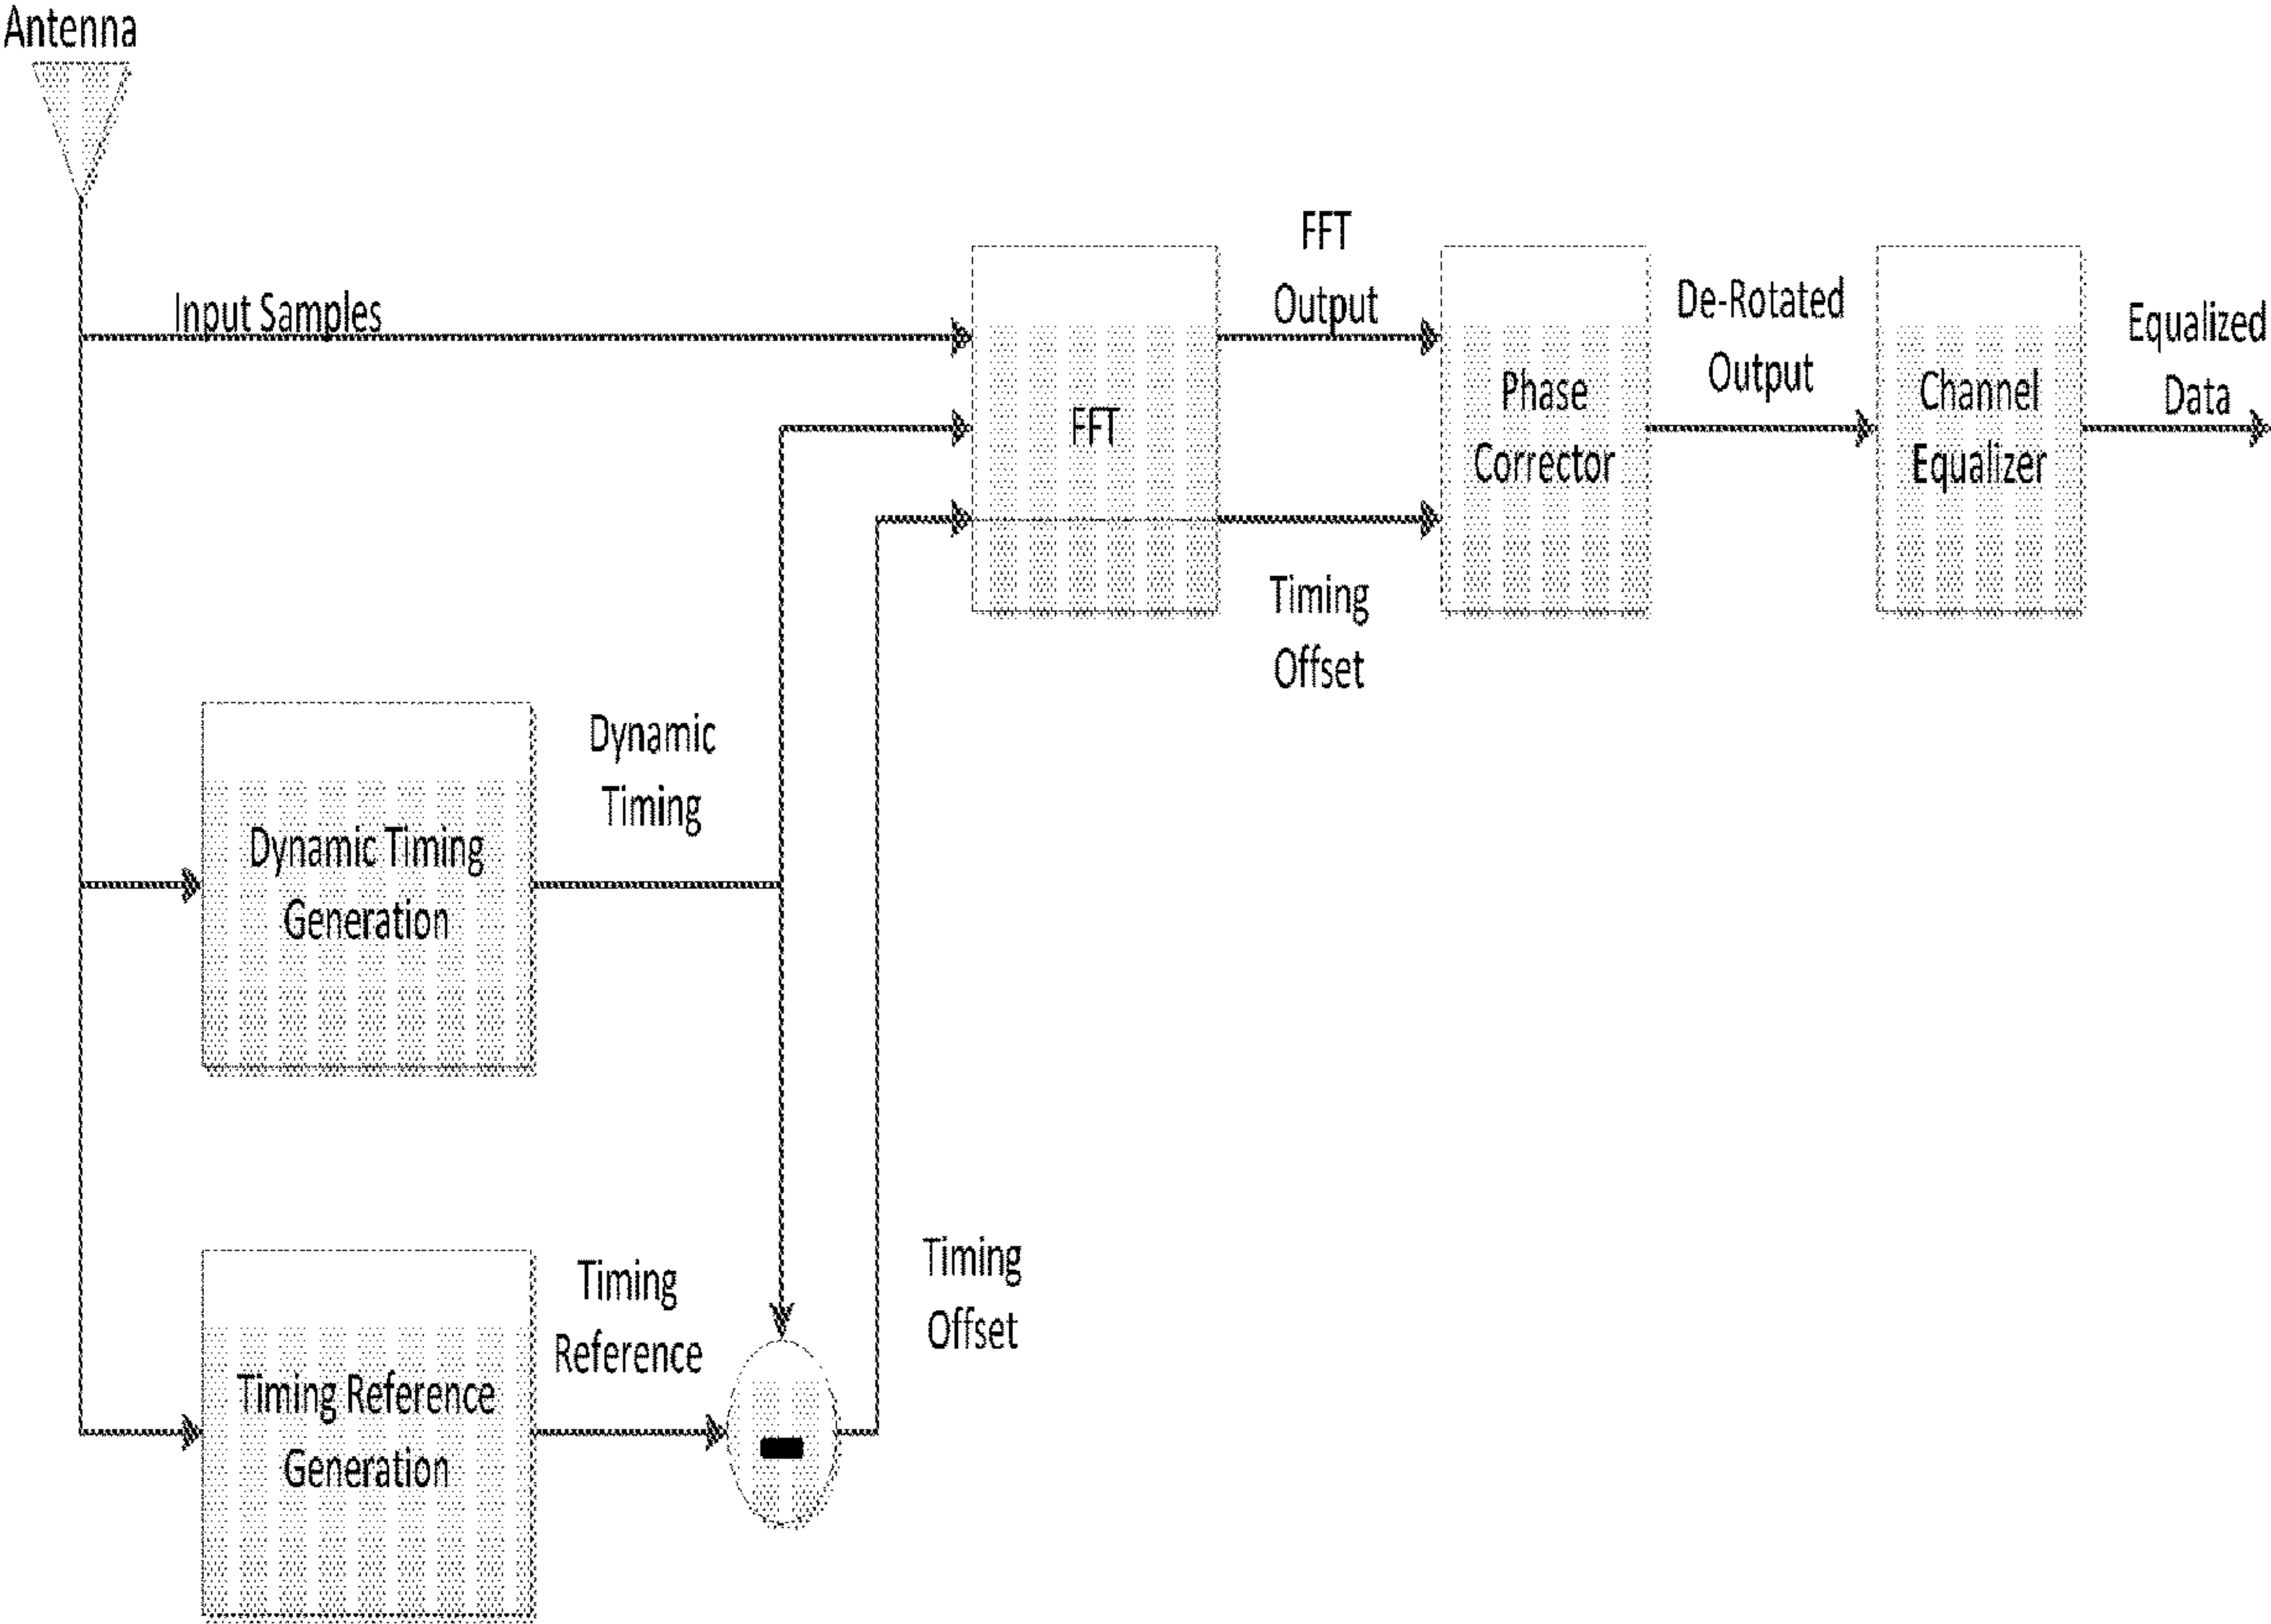 Antenna
Input Samples
FFT
FFT
Output
Timing
Offset
Phase
Corrector
De-Rotated
Output
Channel
Equalizer
Equalized
Data
Dynamic Timing
Generation
Dynamic
Timing
Timing Reference
Generation
Timing
Reference
-
Timing
Offset